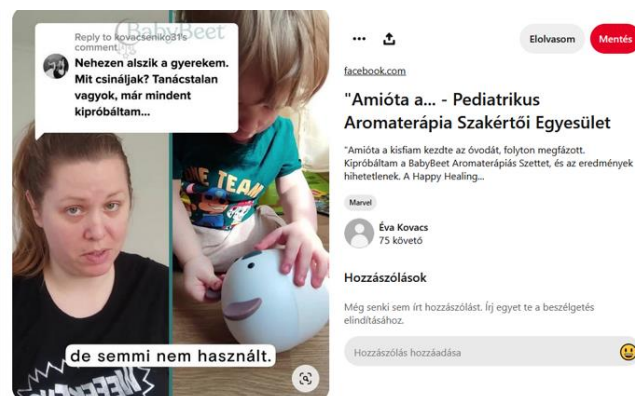 BabyBeet
Reply to kovacseniko31's
comment
Nehezen alszik a gyerekem.
Mit csináljak? Tanácstalan
vagyok, már mindent
kipróbáltam...
THE TEAM
de semmi nem használt.
Elolvasom
Mentés
facebook.com
"Amióta a... - Pediatrikus
Aromaterápia Szakértői Egyesület
"Amióta a kisfiam kezdte az óvodát, folyton megfázott.
Kipróbáltam a BabyBeet Aromaterápiás Szettet, és az eredmények
hihetetlenek. A Happy Healing...
Marvel
Éva Kovacs
75 követő
Hozzászólások
Még senki sem írt hozzászólást. Írj egyet te a beszélgetés
elindításához.
Hozzászólás hozzáadása